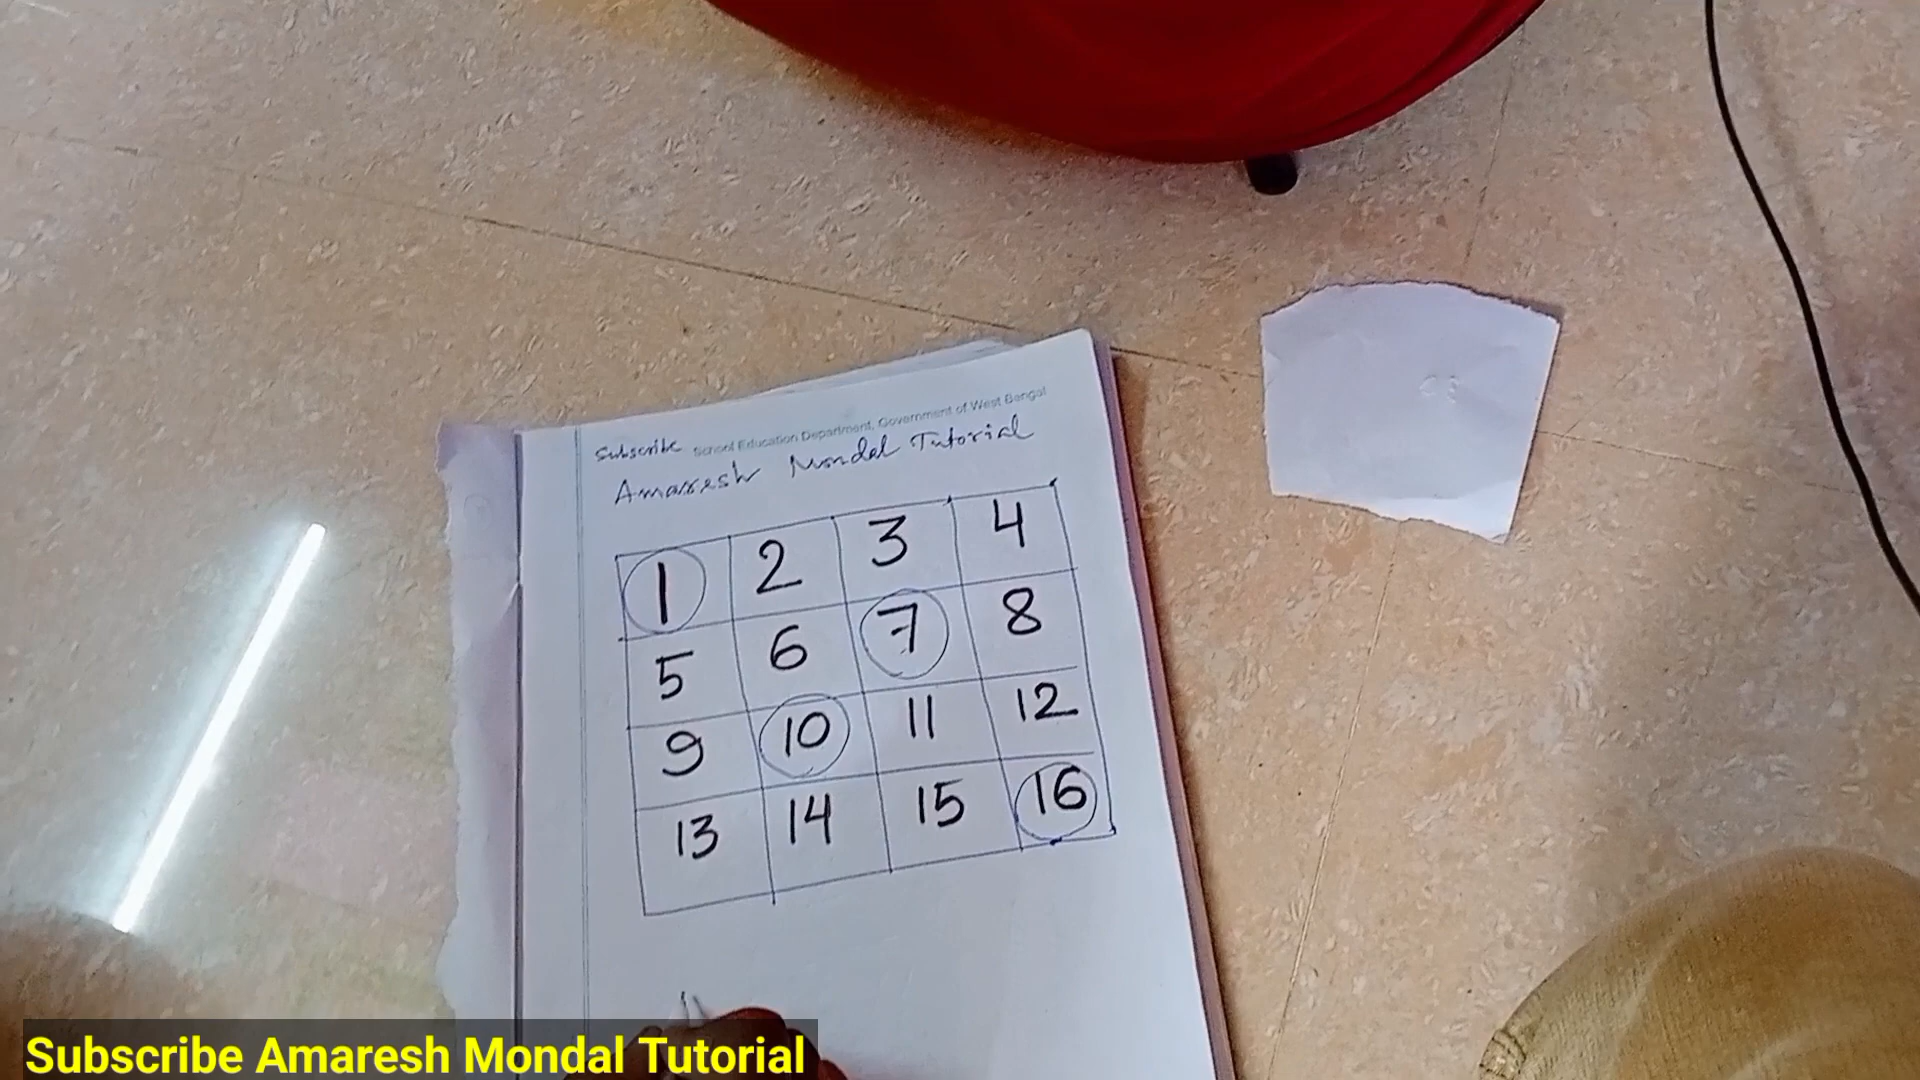 School Education Department, Government of West Bengal
Subscribe
Amaresh Mondal Tutorial
1 2 3 4
5 6 7 8
9 10 11 12
13 14 15 16
Subscribe Amaresh Mondal Tutorial